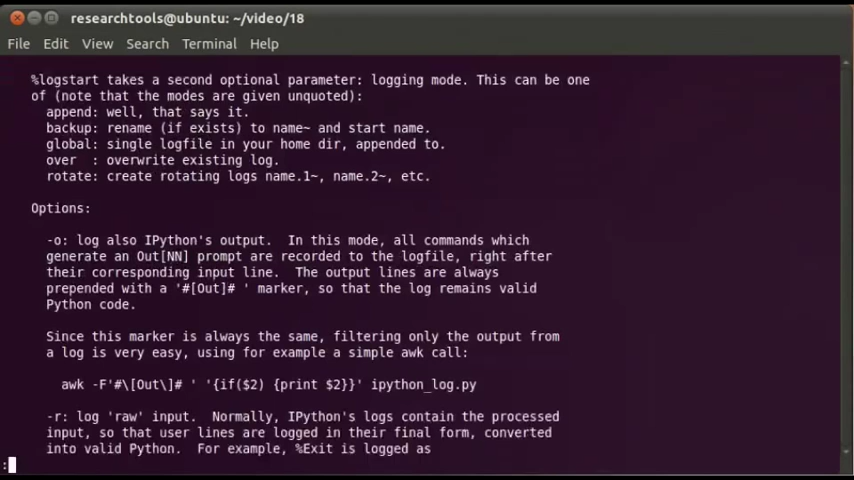 researchtools@ubuntu: ~/video/18
File Edit View Search Terminal Help
%logstart takes a second optional parameter: logging mode. This can be one
of (note that the modes are given unquoted):
append: well, that says it.
backup: rename (if exists) to name~ and start name.
global: single logfile in your home dir, appended to.
over  : overwrite existing log.
rotate: create rotating logs name.1~, name.2~, etc.
Options:
-o: log also IPython's output.  In this mode, all commands which
generate an Out[NN] prompt are recorded to the logfile, right after
their corresponding input line.  The output lines are always
prepended with a '#[Out]# ' marker, so that the log remains valid
Python code.
Since this marker is always the same, filtering only the output from
a log is very easy, using for example a simple awk call:
awk -F'#\[Out\]# ' '{if($2) {print $2}}' ipython_log.py
-r: log 'raw' input.  Normally, IPython's logs contain the processed
input, so that user lines are logged in their final form, converted
into valid Python.  For example, %Exit is logged as
: